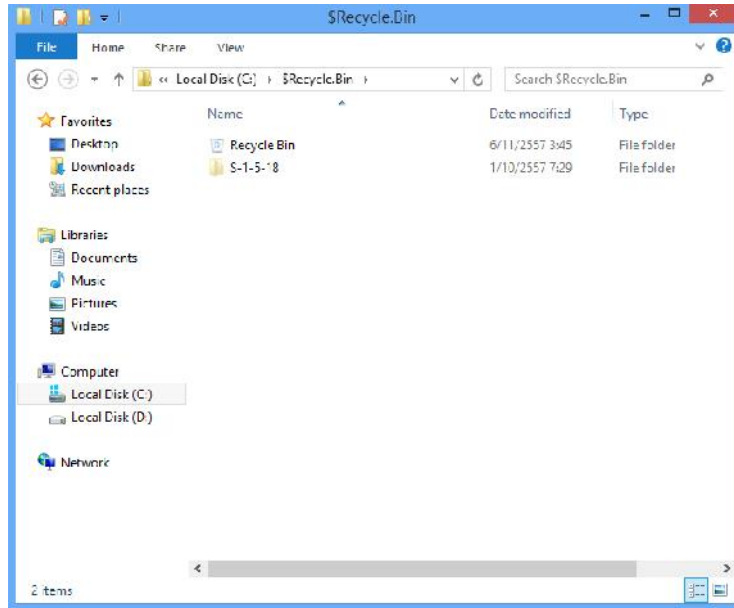 $Recycle.Bin
File Home Share View
« Local Disk (C:) › $Recycle.Bin › Search $Recycle.Bin
Name Date modified Type
Recycle Bin 6/11/2557 3:45 File folder
S-1-5-18 1/10/2557 7:29 File folder
Favorites
Desktop
Downloads
Recent places
Libraries
Documents
Music
Pictures
Videos
Computer
Local Disk (C:)
Local Disk (D:)
Network
2 items